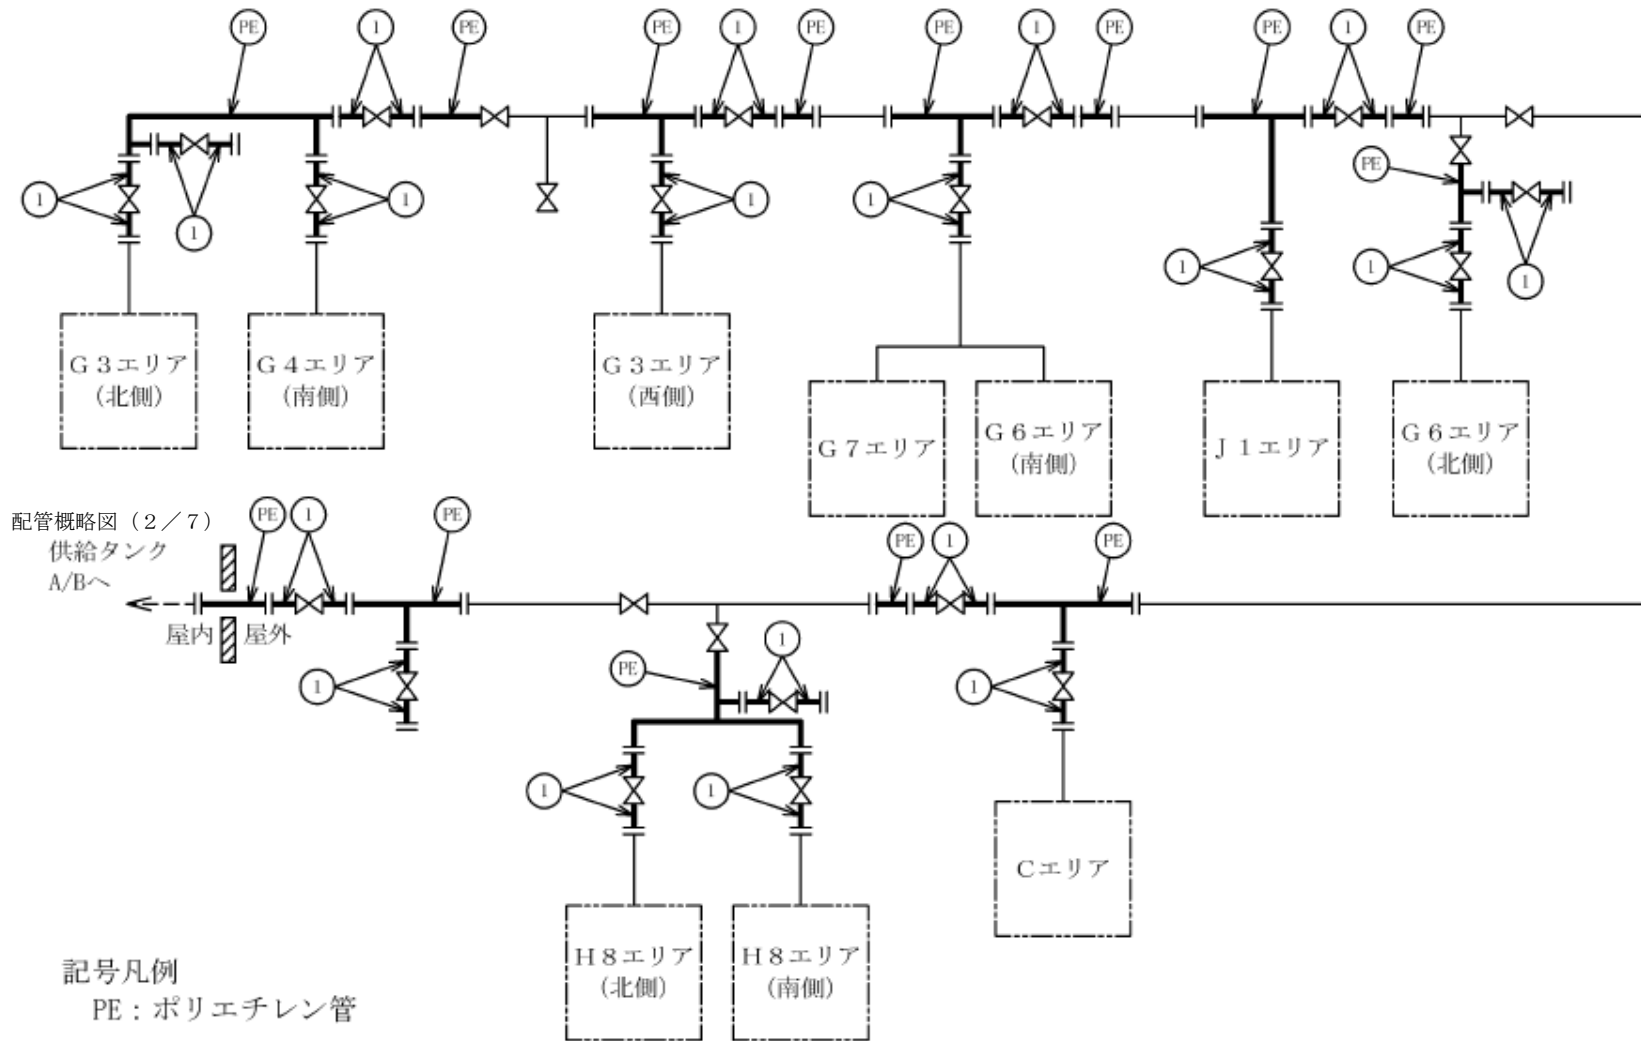 PE 1 PE PE 1 PE PE 1 PE PE 1 PE
PE
1 1 1 1 1
1
1 1 1
G3エリア
(北側)
G4エリア
(南側)
G3エリア
(西側)
G7エリア
G6エリア
(南側)
J1エリア
G6エリア
(北側)
配管概略図(2/7)
供給タンク
A/Bへ
屋内
屋外
PE 1 PE PE 1 PE
1 PE 1 1
1 1
Cエリア
H8エリア
(北側)
H8エリア
(南側)
記号凡例
PE:ポリエチレン管